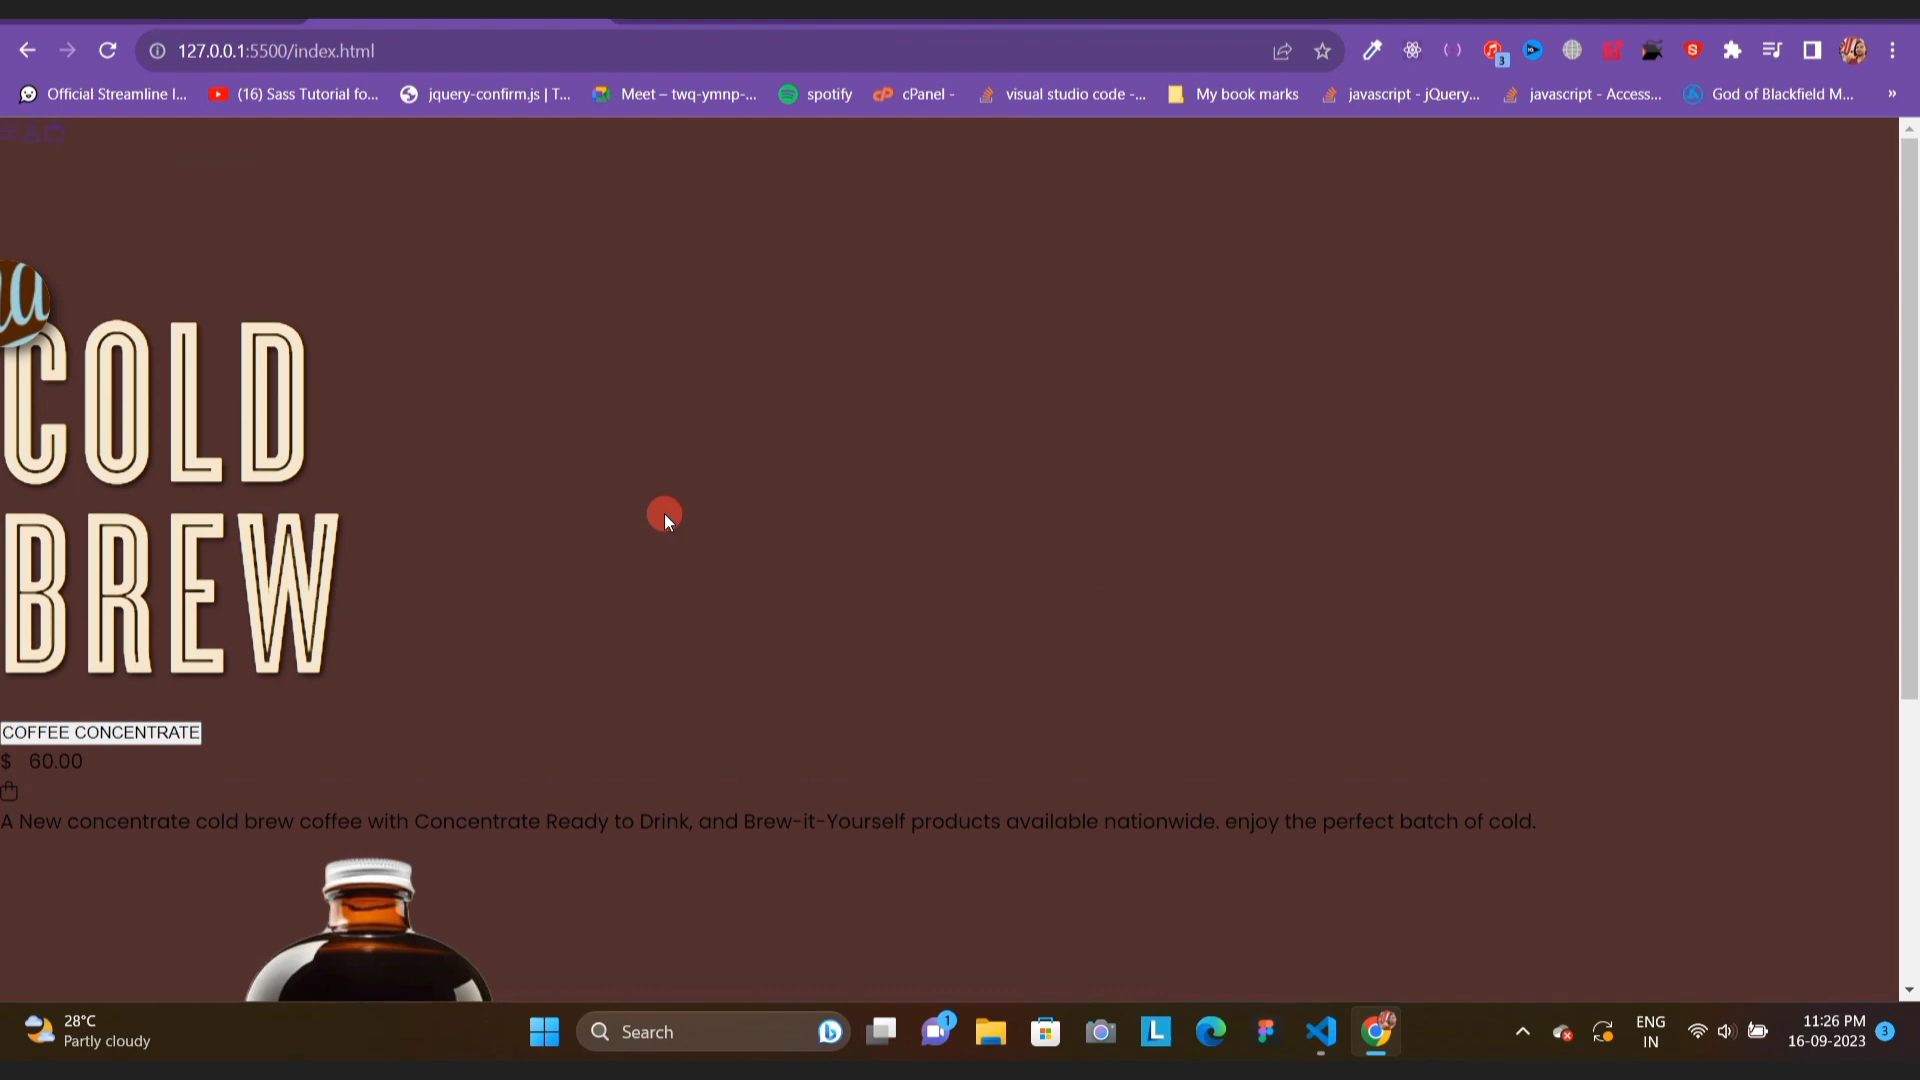 127.0.0.1:5500/index.html
3
Official Streamline I...
(16) Sass Tutorial fo...
jquery-confirm.js | T...
Meet – twq-ymnp-...
spotify
cPanel -
visual studio code -...
My book marks
javascript - jQuery...
javascript - Access...
God of Blackfield M...
»
a
COLD
BREW
COFFEE CONCENTRATE
$ 60.00
A New concentrate cold brew coffee with Concentrate Ready to Drink, and Brew-it-Yourself products available nationwide. enjoy the perfect batch of cold.
28°C
Partly cloudy
Search
1
L
ENG
IN
11:26 PM
16-09-2023
3